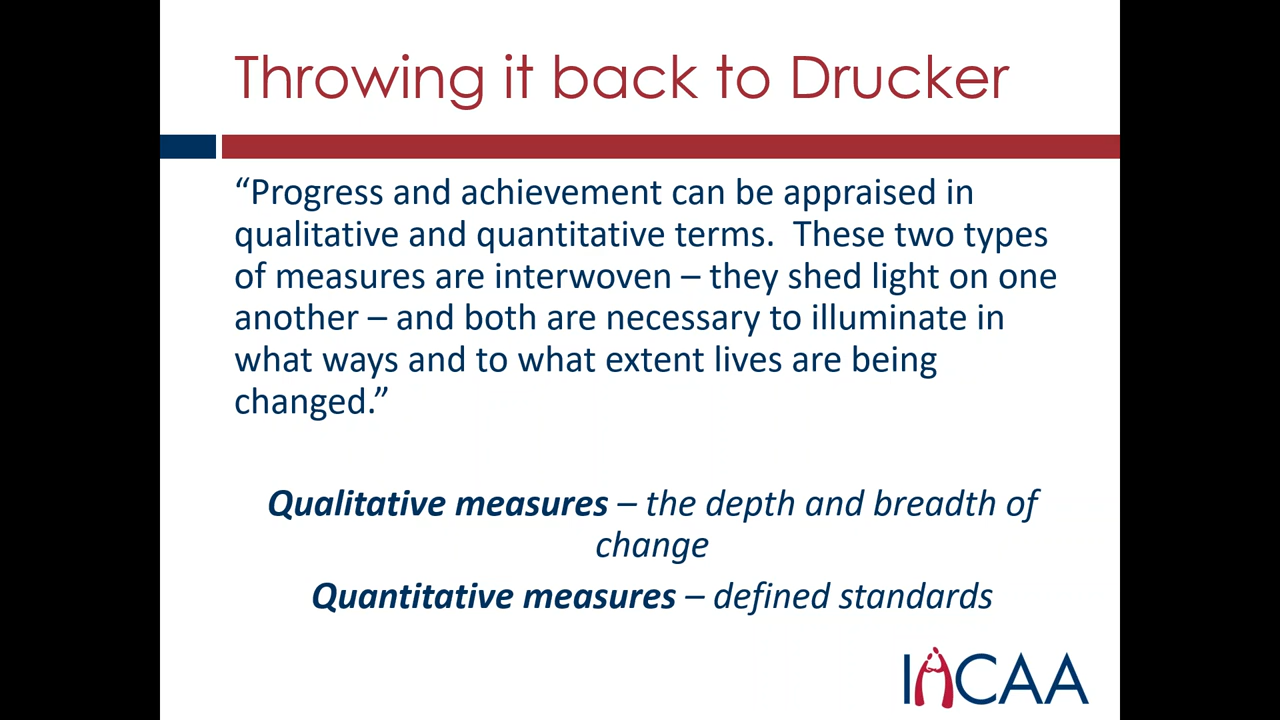 Throwing it back to Drucker
“Progress and achievement can be appraised in
qualitative and quantitative terms.  These two types
of measures are interwoven – they shed light on one
another – and both are necessary to illuminate in
what ways and to what extent lives are being
changed.”
Qualitative measures – the depth and breadth of
change
Quantitative measures – defined standards
INCAA